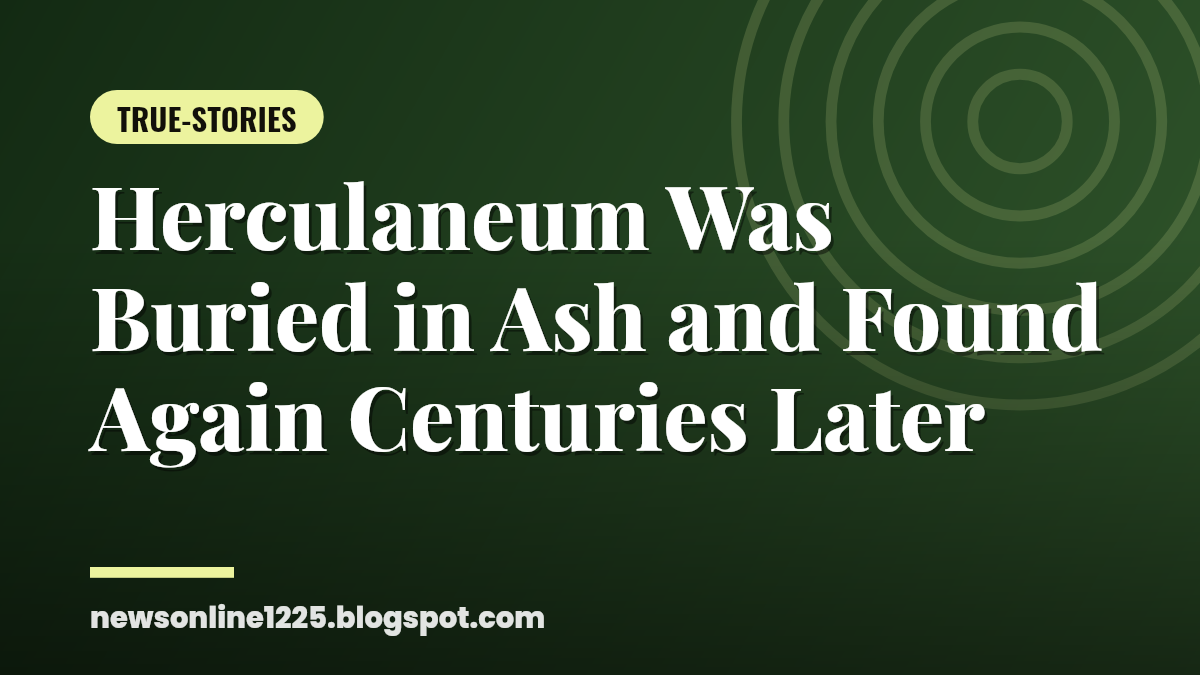 TRUE-STORIES
Herculaneum Was
Buried in Ash and Found
Again Centuries Later
newsonline1225.blogspot.com